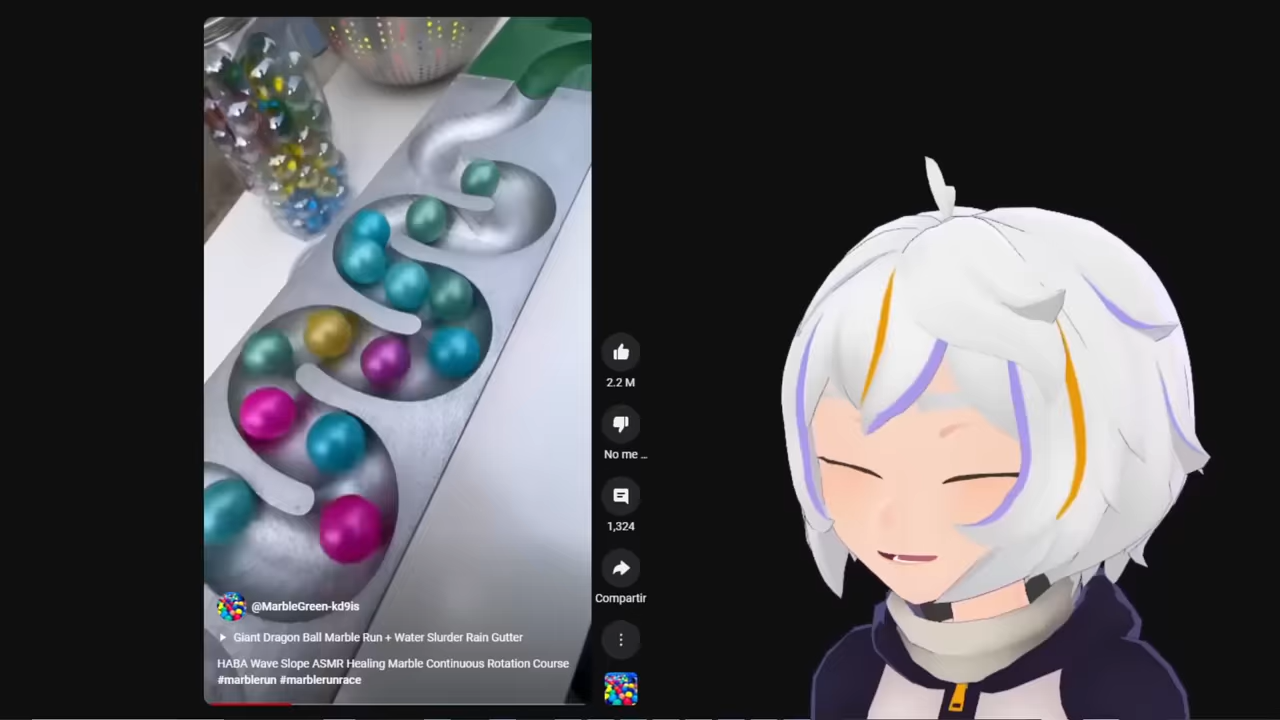 2.2 M
No me ...
1,324
Compartir
@MarbleGreen-kd9is
Giant Dragon Ball Marble Run + Water Slurder Rain Gutter
HABA Wave Slope ASMR Healing Marble Continuous Rotation Course
#marblerun #marblerunrace